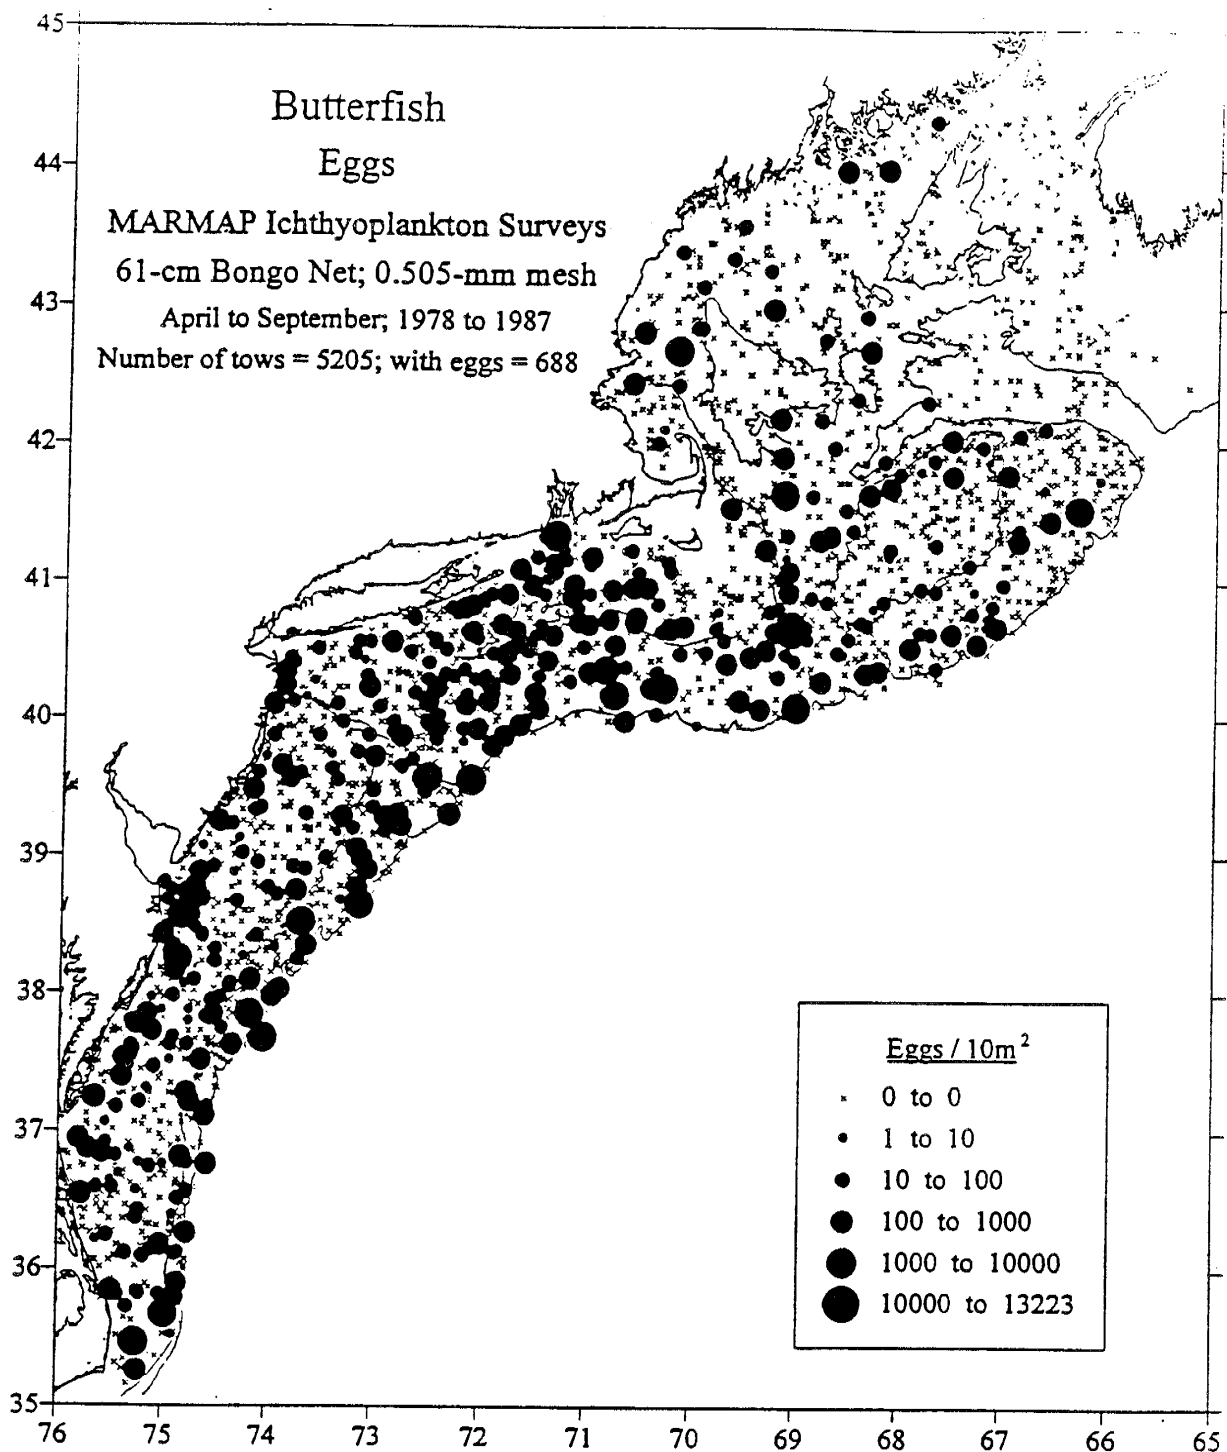 Butterfish
Eggs
MARMAP Ichthyoplankton Surveys
61-cm Bongo Net; 0.505-mm mesh
April to September; 1978 to 1987
Number of tows = 5205; with eggs = 688
45
44
43
42
41
40
39
38
37
36
35
Eggs / 10m²
0 to 0
1 to 10
10 to 100
100 to 1000
1000 to 10000
10000 to 13223
76 75 74 73 72 71 70 69 68 67 66 65